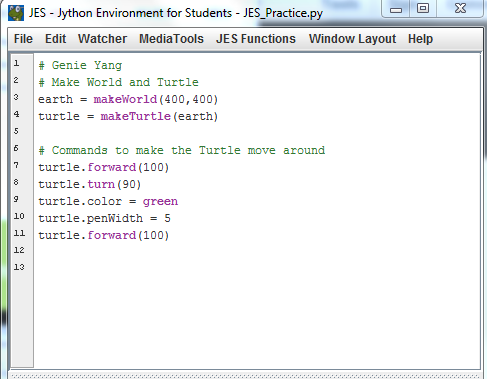 JES - Jython Environment for Students - JES_Practice.py
File Edit Watcher MediaTools JES Functions Window Layout Help
1 # Genie Yang
2 # Make World and Turtle
3 earth = makeWorld(400,400)
4 turtle = makeTurtle(earth)
5
6 # Commands to make the Turtle move around
7 turtle.forward(100)
8 turtle.turn(90)
9 turtle.color = green
10 turtle.penWidth = 5
11 turtle.forward(100)
12
13